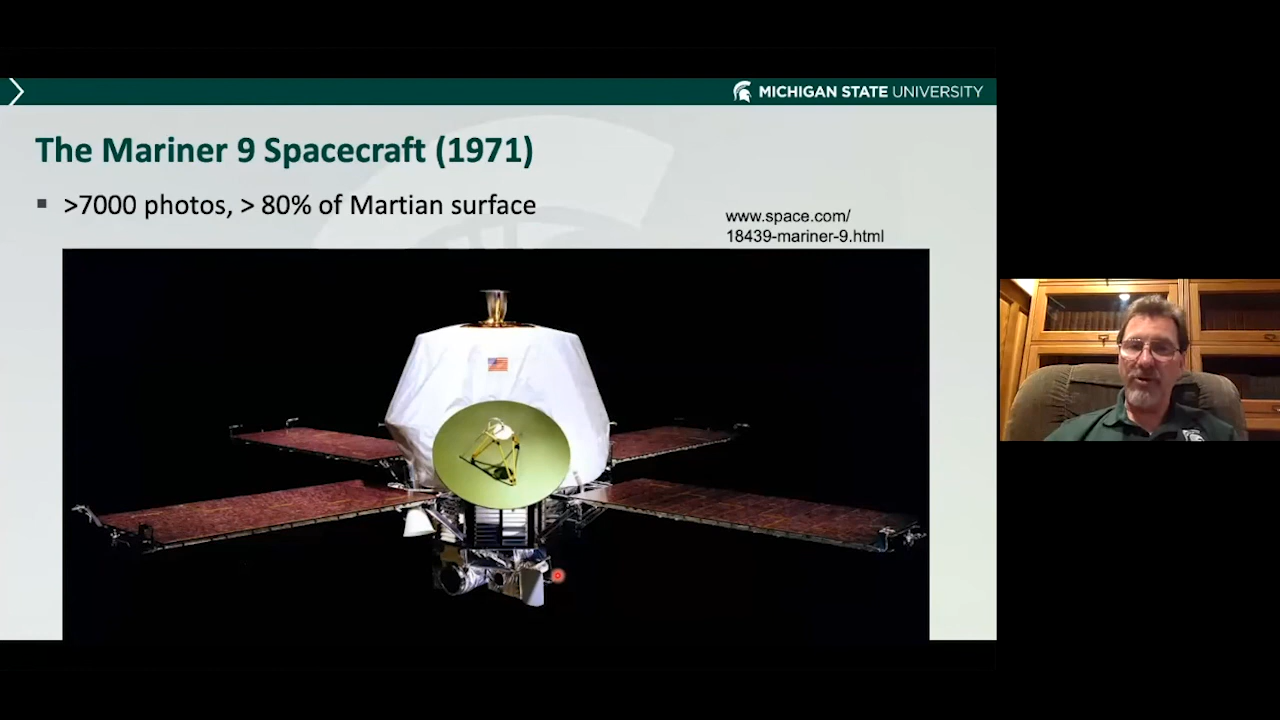 MICHIGAN STATE UNIVERSITY
The Mariner 9 Spacecraft (1971)
>7000 photos, > 80% of Martian surface
www.space.com/
18439-mariner-9.html